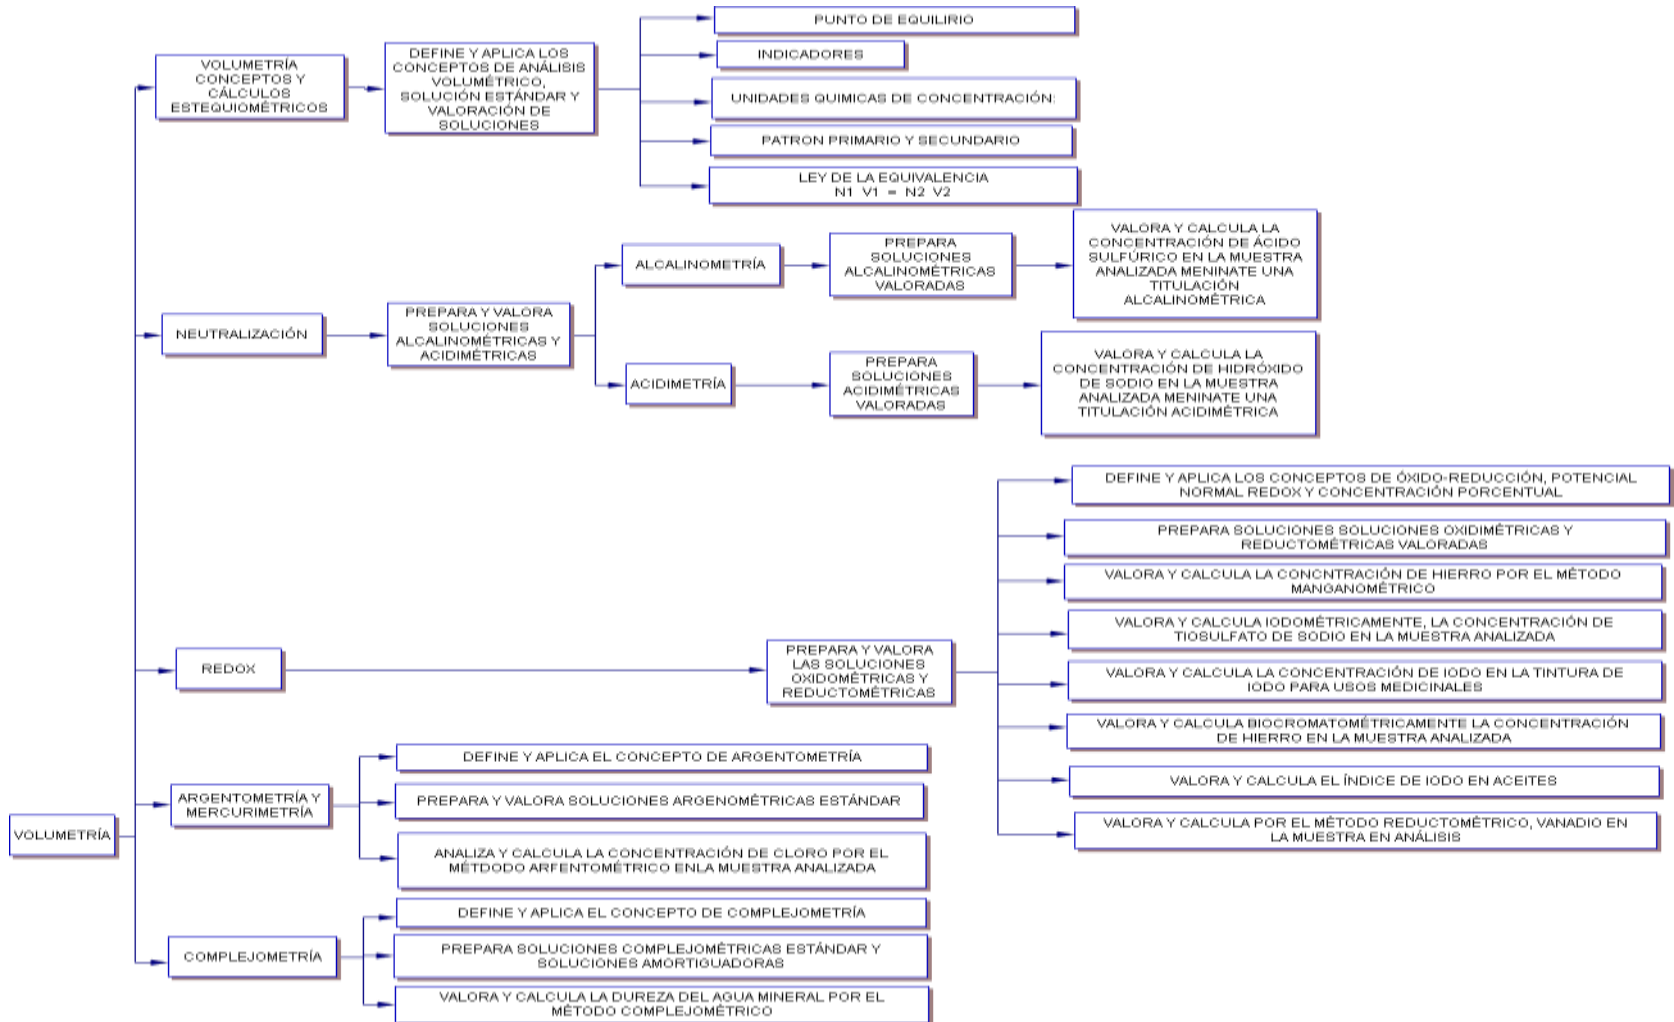 PUNTO DE EQUILIRIO
INDICADORES
UNIDADES QUIMICAS DE CONCENTRACIÓN:
PATRON PRIMARIO Y SECUNDARIO
LEY DE LA EQUIVALENCIA
N1 V1 = N2 V2
VOLUMETRÍA
CONCEPTOS Y
CÁLCULOS
ESTEQUIOMÉTRICOS
DEFINE Y APLICA LOS
CONCEPTOS DE ANÁLISIS
VOLUMÉTRICO,
SOLUCIÓN ESTÁNDAR Y
VALORACIÓN DE
SOLUCIONES
NEUTRALIZACIÓN
PREPARA Y VALORA
SOLUCIONES
ALCALINOMÉTRICAS Y
ACIDIMÉTRICAS
ALCALINOMETRÍA
PREPARA
SOLUCIONES
ALCALINOMÉTRICAS
VALORADAS
VALORA Y CALCULA LA
CONCENTRACIÓN DE ÁCIDO
SULFÚRICO EN LA MUESTRA
ANALIZADA MENINATE UNA
TITULACIÓN
ALCALINOMÉTRICA
ACIDIMETRÍA
PREPARA
SOLUCIONES
ACIDIMÉTRICAS
VALORADAS
VALORA Y CALCULA LA
CONCENTRACIÓN DE HIDRÓXIDO
DE SODIO EN LA MUESTRA
ANALIZADA MENINATE UNA
TITULACIÓN ACIDIMÉTRICA
REDOX
PREPARA Y VALORA
LAS SOLUCIONES
OXIDOMÉTRICAS Y
REDUCTOMÉTRICAS
DEFINE Y APLICA LOS CONCEPTOS DE ÓXIDO-REDUCCIÓN, POTENCIAL
NORMAL REDOX Y CONCENTRACIÓN PORCENTUAL
PREPARA SOLUCIONES SOLUCIONES OXIDIMÉTRICAS Y
REDUCTOMÉTRICAS VALORADAS
VALORA Y CALCULA LA CONCNTRACIÓN DE HIERRO POR EL MÉTODO
MANGANOMÉTRICO
VALORA Y CALCULA IODOMÉTRICAMENTE, LA CONCENTRACIÓN DE
TIOSULFATO DE SODIO EN LA MUESTRA ANALIZADA
VALORA Y CALCULA LA CONCENTRACIÓN DE IODO EN LA TINTURA DE
IODO PARA USOS MEDICINALES
VALORA Y CALCULA BIOCROMATOMÉTRICAMENTE LA CONCENTRACIÓN
DE HIERRO EN LA MUESTRA ANALIZADA
VALORA Y CALCULA EL ÍNDICE DE IODO EN ACEITES
VALORA Y CALCULA POR EL MÉTODO REDUCTOMÉTRICO, VANADIO EN
LA MUESTRA EN ANÁLISIS
VOLUMETRÍA
ARGENTOMETRÍA Y
MERCURIMETRÍA
DEFINE Y APLICA EL CONCEPTO DE ARGENTOMETRÍA
PREPARA Y VALORA SOLUCIONES ARGENOMÉTRICAS ESTÁNDAR
ANALIZA Y CALCULA LA CONCENTRACIÓN DE CLORO POR EL
MÉTDODO ARFENTOMÉTRICO ENLA MUESTRA ANALIZADA
COMPLEJOMETRÍA
DEFINE Y APLICA EL CONCEPTO DE COMPLEJOMETRÍA
PREPARA SOLUCIONES COMPLEJOMÉTRICAS ESTÁNDAR Y
SOLUCIONES AMORTIGUADORAS
VALORA Y CALCULA LA DUREZA DEL AGUA MINERAL POR EL
MÉTODO COMPLEJOMÉTRICO